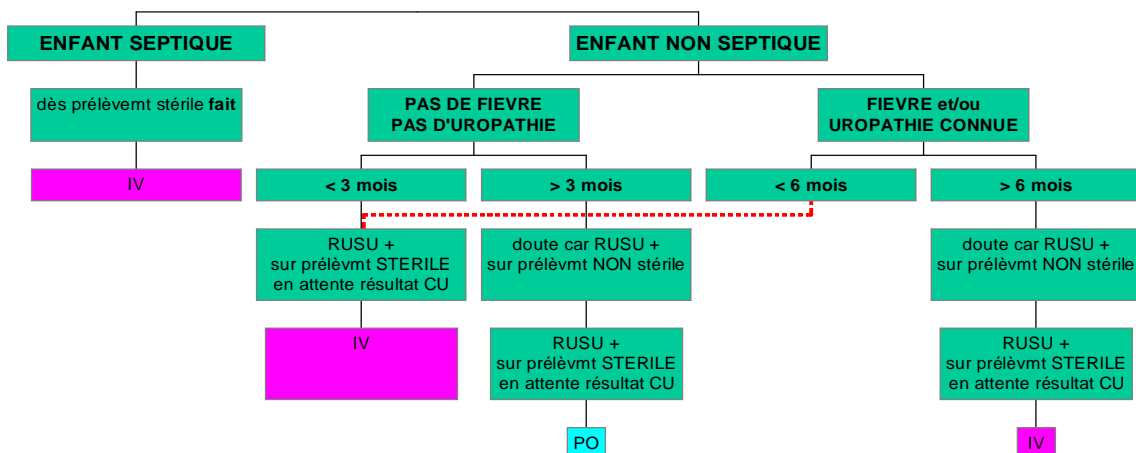 ENFANT SEPTIQUE
ENFANT NON SEPTIQUE
dès prélèvemt stérile fait
PAS DE FIEVRE
PAS D'UROPATHIE
FIEVRE et/ou
UROPATHIE CONNUE
IV
< 3 mois
> 3 mois
< 6 mois
> 6 mois
RUSU +
sur prélèvmt STERILE
en attente résultat CU
doute car RUSU +
sur prélèvmt NON stérile
doute car RUSU +
sur prélèvmt NON stérile
IV
RUSU +
sur prélèvmt STERILE
en attente résultat CU
RUSU +
sur prélèvmt STERILE
en attente résultat CU
PO
IV